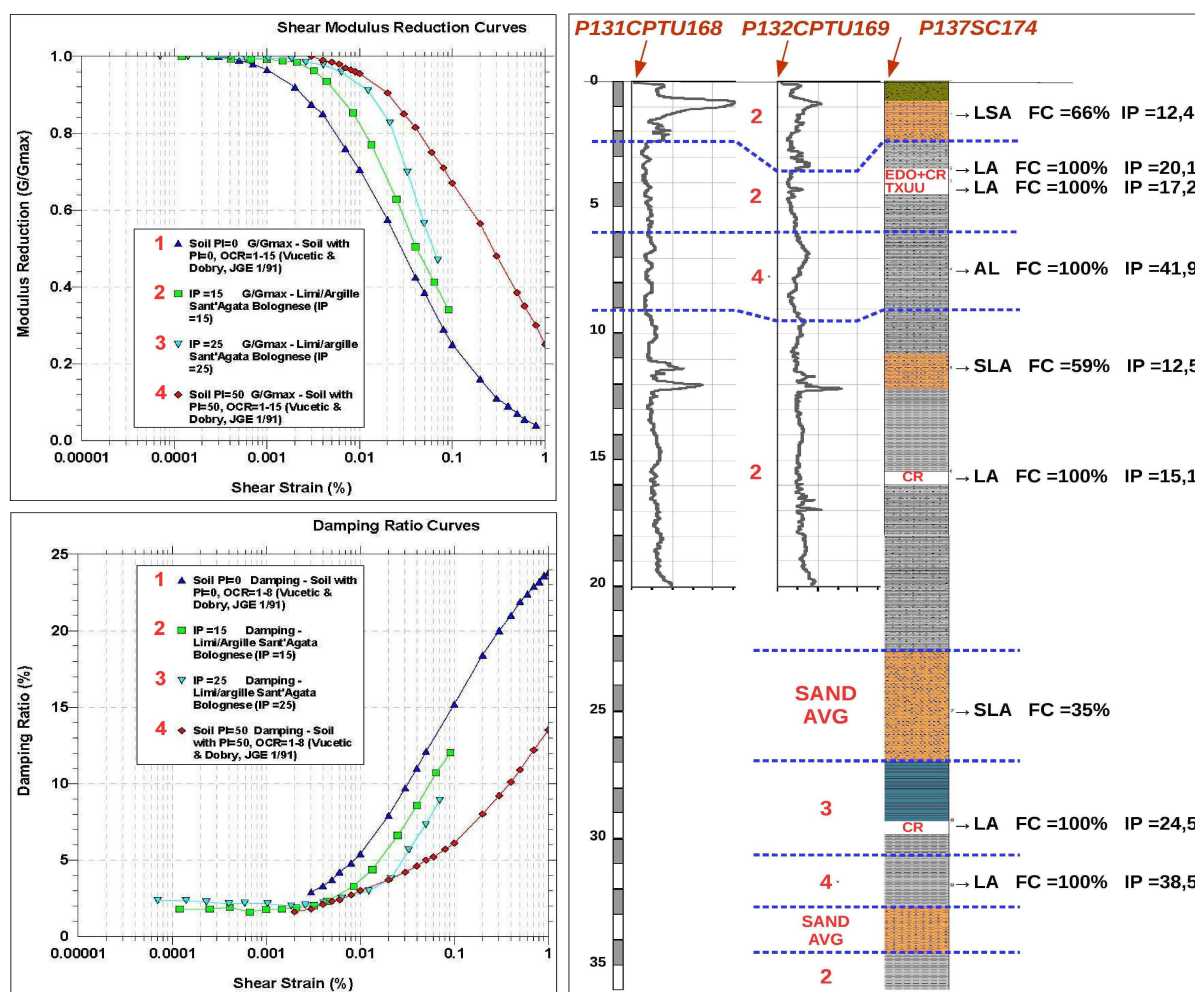 Shear Modulus Reduction Curves
Modulus Reduction (G/Gmax)
1.0
0.8
0.6
0.4
0.2
0.0
1 Soil PI=0 G/Gmax - Soil with
PI=0, OCR=1-15 (Vucetic &
Dobry, JGE 1/91)
2 IP =15 G/Gmax - Limi/Argille
Sant'Agata Bolognese (IP
=15)
3 IP =25 G/Gmax - Limi/argille
Sant'Agata Bolognese (IP
=25)
4 Soil PI=50 G/Gmax - Soil with
PI=50, OCR=1-15 (Vucetic &
Dobry, JGE 1/91)
0.00001 0.0001 0.001 0.01 0.1 1
Shear Strain (%)
Damping Ratio Curves
Damping Ratio (%)
25
20
15
10
5
0
1 Soil PI=0 Damping - Soil with
PI=0, OCR=1-8 (Vucetic &
Dobry, JGE 1/91)
2 IP =15 Damping -
Limi/Argille Sant'Agata
Bolognese (IP =15)
3 IP =25 Damping -
Limi/argille Sant'Agata
Bolognese (IP =25)
4 Soil PI=50 Damping - Soil
with PI=50, OCR=1-8 (Vucetic
& Dobry, JGE 1/91)
0.00001 0.0001 0.001 0.01 0.1 1
Shear Strain (%)
P131CPTU168 P132CPTU169 P137SC174
0
2 → LSA FC =66% IP =12,4
→ LA FC =100% IP =20,1
EDO+CR
TXUU → LA FC =100% IP =17,2
2
5
4 → AL FC =100% IP =41,9
10
→ SLA FC =59% IP =12,5
15
2 CR → LA FC =100% IP =15,1
20
SAND
AVG
25 → SLA FC =35%
3
CR → LA FC =100% IP =24,5
30
4 → LA FC =100% IP =38,5
SAND
AVG
35
2